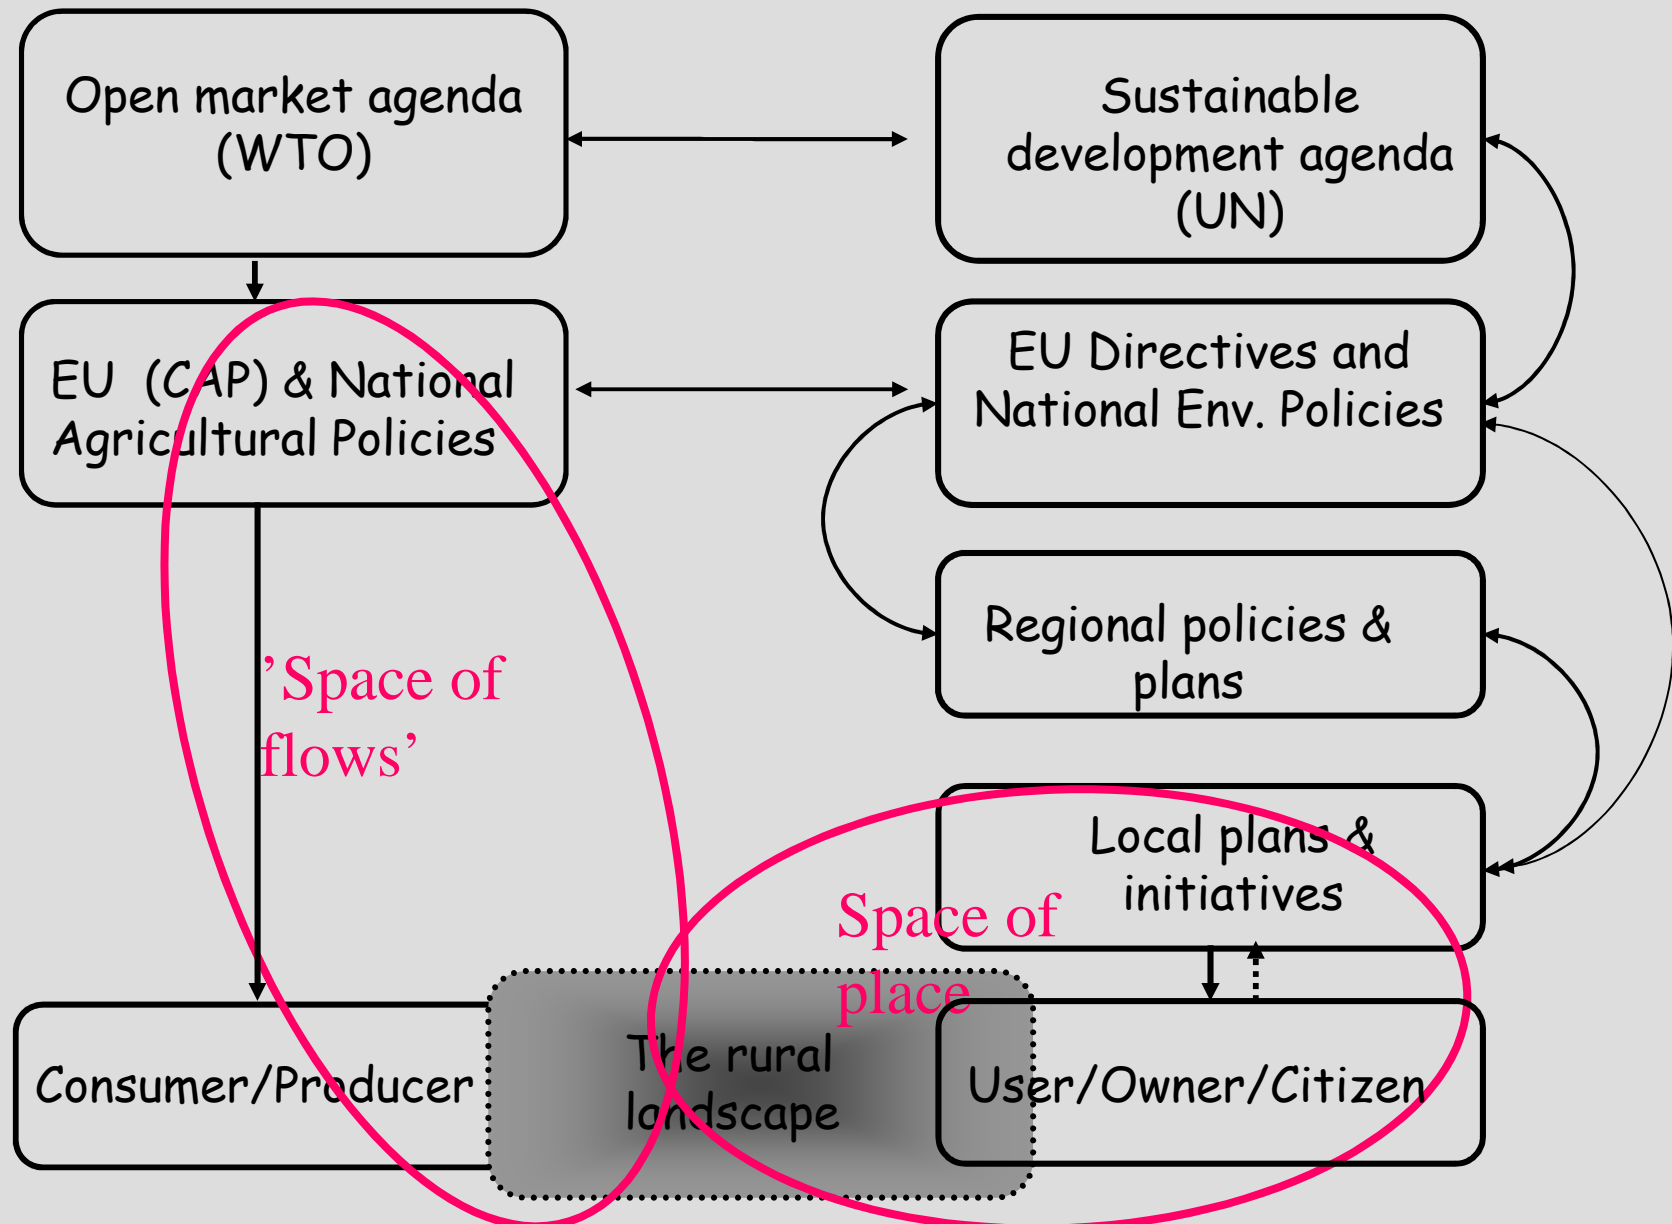 Open market agenda
(WTO)
Sustainable
development agenda
(UN)
EU (CAP) & National
Agricultural Policies
EU Directives and
National Env. Policies
Regional policies &
plans
’Space of
flows’
Local plans &
initiatives
Space of
place
Consumer/Producer
The rural
landscape
User/Owner/Citizen